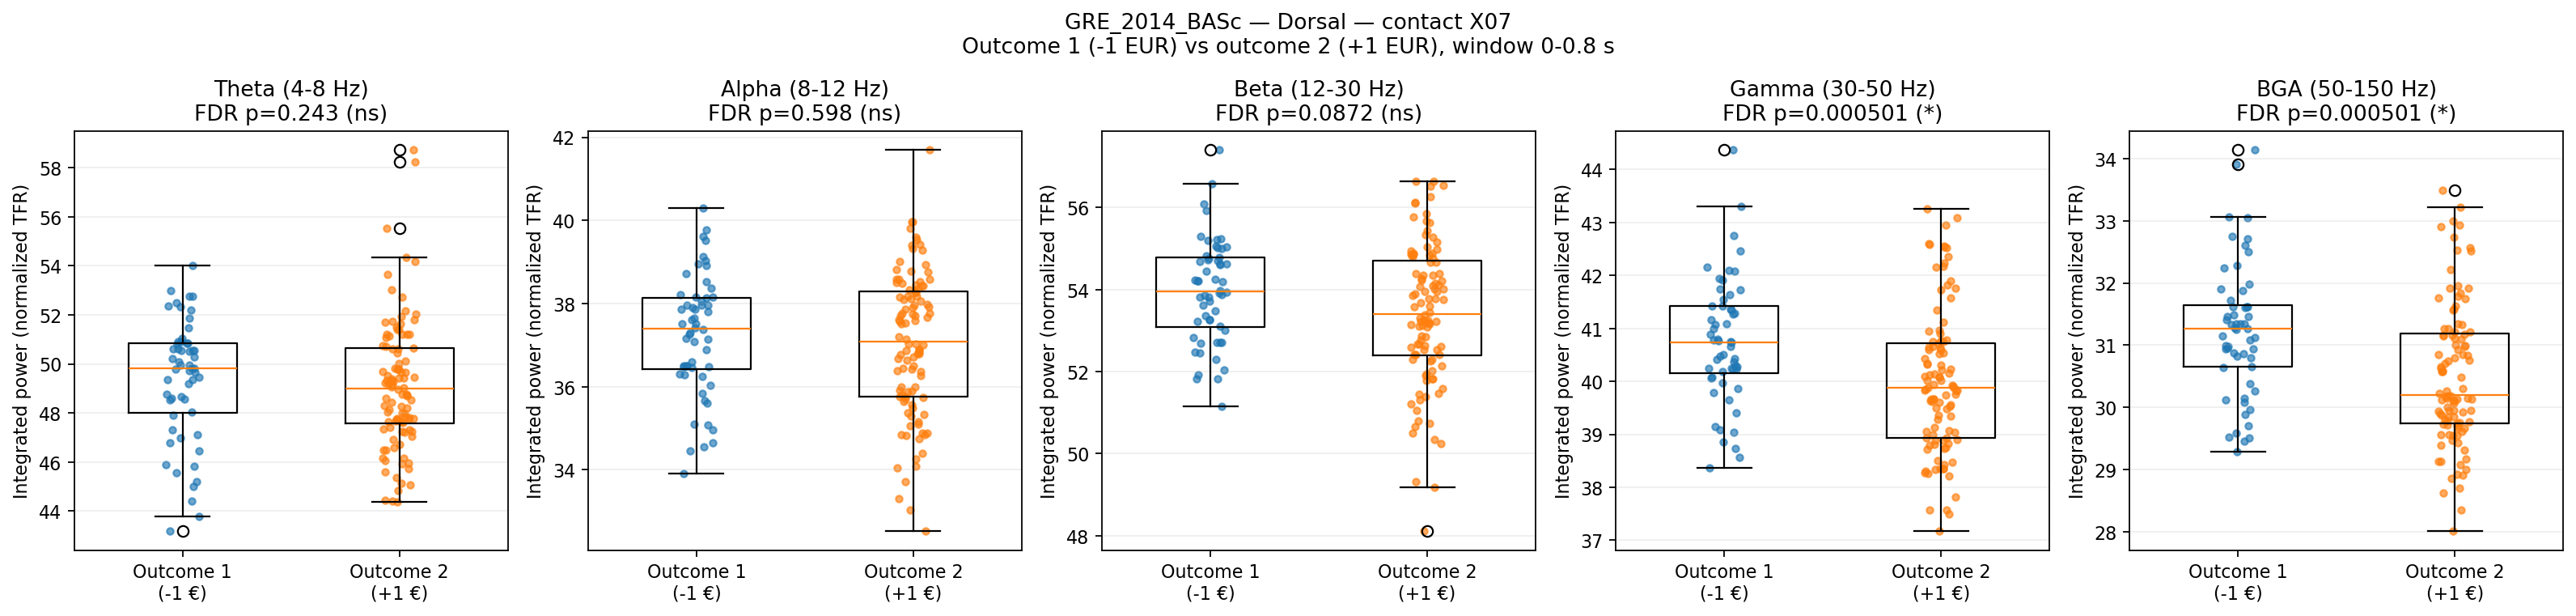 GRE_2014_BASc — Dorsal — contact X07
Outcome 1 (-1 EUR) vs outcome 2 (+1 EUR), window 0-0.8 s
Theta (4-8 Hz)
FDR p=0.243 (ns)
Integrated power (normalized TFR)
58
56
54
52
50
48
46
44
Outcome 1
(-1 €)
Outcome 2
(+1 €)
Alpha (8-12 Hz)
FDR p=0.598 (ns)
Integrated power (normalized TFR)
42
40
38
36
34
Outcome 1
(-1 €)
Outcome 2
(+1 €)
Beta (12-30 Hz)
FDR p=0.0872 (ns)
Integrated power (normalized TFR)
56
54
52
50
48
Outcome 1
(-1 €)
Outcome 2
(+1 €)
Gamma (30-50 Hz)
FDR p=0.000501 (*)
Integrated power (normalized TFR)
44
43
42
41
40
39
38
37
Outcome 1
(-1 €)
Outcome 2
(+1 €)
BGA (50-150 Hz)
FDR p=0.000501 (*)
Integrated power (normalized TFR)
34
33
32
31
30
29
28
Outcome 1
(-1 €)
Outcome 2
(+1 €)